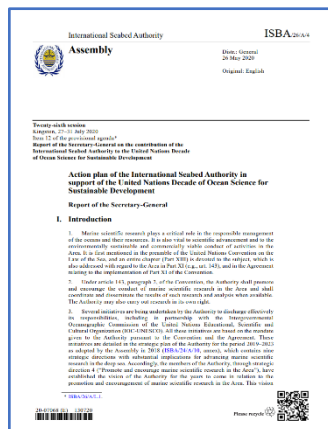 International Seabed Authority
ISBA/26/A/4
Assembly
Distr.: General
26 May 2020
Original: English
Twenty-sixth session
Kingston, 27–31 July 2020
Item 12 of the provisional agenda*
Report of the Secretary-General on the contribution of the
International Seabed Authority to the United Nations Decade
of Ocean Science for Sustainable Development
Action plan of the International Seabed Authority in
support of the United Nations Decade of Ocean Science for
Sustainable Development
Report of the Secretary-General
I. Introduction
1. Marine scientific research plays a critical role in the responsible management
of the oceans and their resources. It is also vital to scientific advancement and to the
environmentally sustainable and commercially viable conduct of activities in the
Area. It is first mentioned in the preamble of the United Nations Convention on the
Law of the Sea, and an entire chapter (Part XIII) is devoted to the subject, which is
also addressed with regard to the Area in Part XI (e.g., art. 143), and in the Agreement
relating to the implementation of Part XI of the Convention.
2. Under article 143, paragraph 2, of the Convention, the Authority shall promote
and encourage the conduct of marine scientific research in the Area and shall
coordinate and disseminate the results of such research and analysis when available.
The Authority may also carry out research in its own right.
3. Several initiatives are being undertaken by the Authority to discharge effectively
its responsibilities, including in partnership with the Intergovernmental
Oceanographic Commission of the United Nations Educational, Scientific and
Cultural Organization (IOC-UNESCO). All these initiatives are based on the mandate
given to the Authority pursuant to the Convention and the Agreement. These
initiatives are detailed in the strategic plan of the Authority for the period 2019–2023
as adopted by the Assembly in 2018 (ISBA/24/A/10, annex), which contains nine
strategic directions with substantial implications for advancing marine scientific
research in the deep sea. Accordingly, the members of the Authority, through strategic
direction 4 ("Promote and encourage marine scientific research in the Area"), have
established the vision of the Authority for the years to come in relation to the
promotion and encouragement of marine scientific research in the Area. This vision
* ISBA/26/A/L.1.
20-07068 (E) 130720
Please recycle